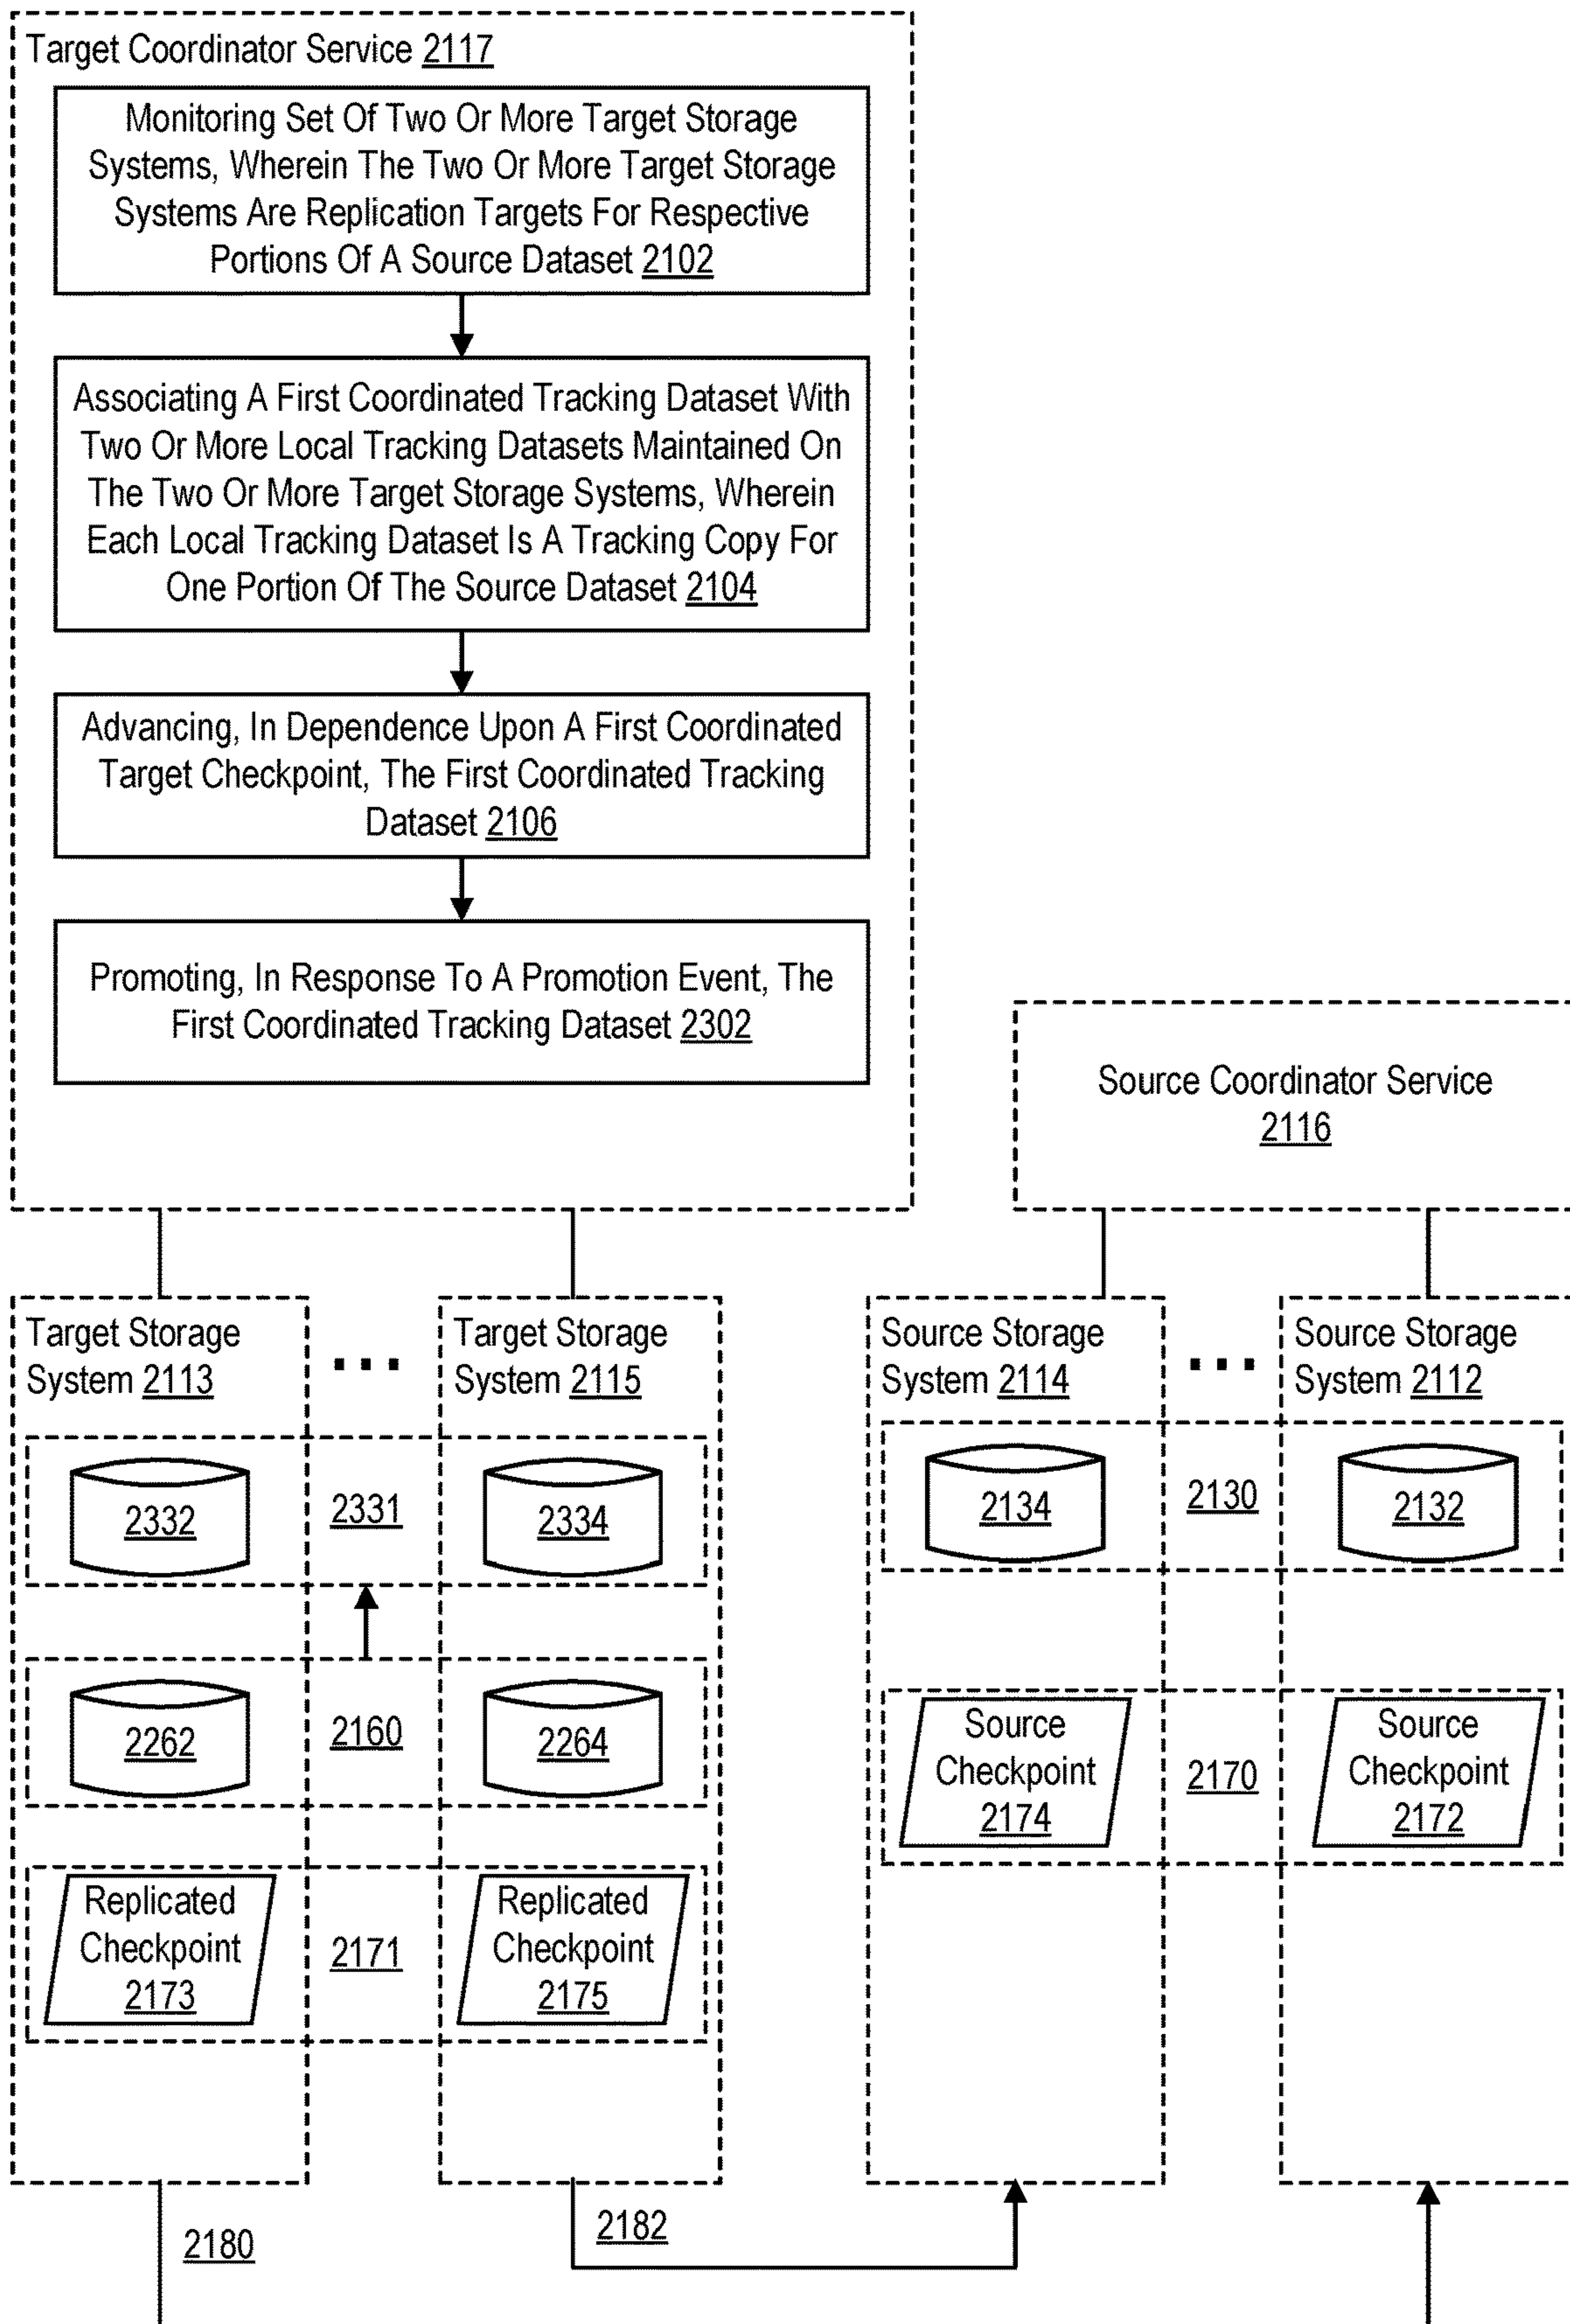 Target Coordinator Service 2117
Monitoring Set Of Two Or More Target Storage
Systems, Wherein The Two Or More Target Storage
Systems Are Replication Targets For Respective
Portions Of A Source Dataset 2102
Associating A First Coordinated Tracking Dataset With
Two Or More Local Tracking Datasets Maintained On
The Two Or More Target Storage Systems, Wherein
Each Local Tracking Dataset Is A Tracking Copy For
One Portion Of The Source Dataset 2104
Advancing, In Dependence Upon A First Coordinated
Target Checkpoint, The First Coordinated Tracking
Dataset 2106
Promoting, In Response To A Promotion Event, The
First Coordinated Tracking Dataset 2302
Source Coordinator Service
2116
Target Storage
System 2113
Target Storage
System 2115
Source Storage
System 2114
Source Storage
System 2112
2332
2331
2334
2134
2130
2132
2262
2160
2264
Source
Checkpoint
2174
2170
Source
Checkpoint
2172
Replicated
Checkpoint
2173
2171
Replicated
Checkpoint
2175
2180
2182